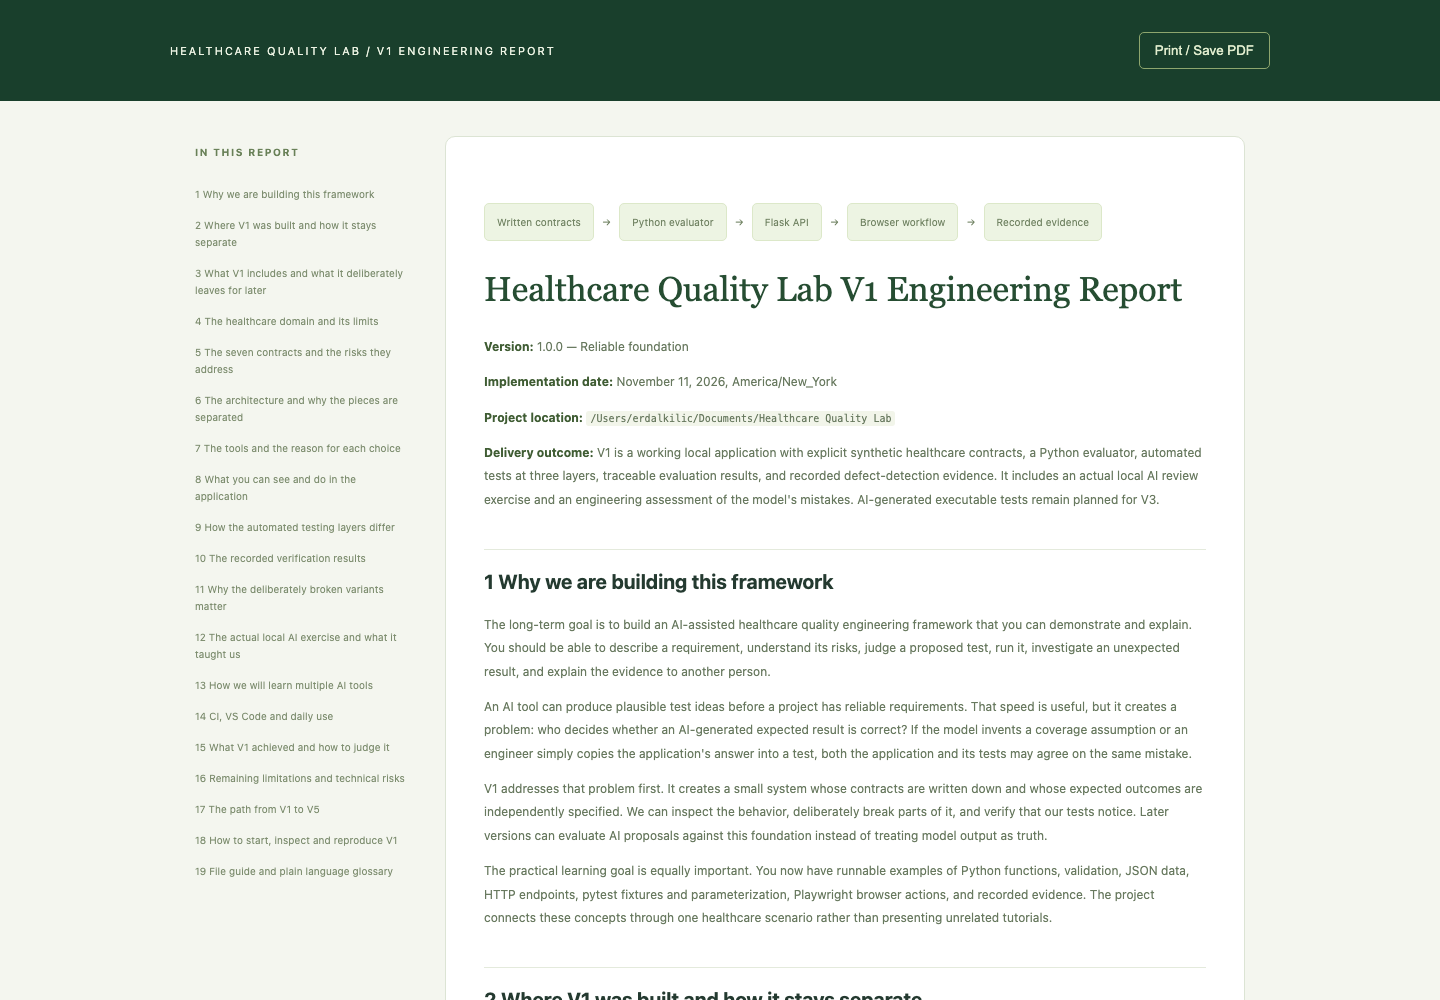 HEALTHCARE QUALITY LAB / V1 ENGINEERING REPORT
Print / Save PDF
IN THIS REPORT
1 Why we are building this framework
2 Where V1 was built and how it stays
separate
3 What V1 includes and what it deliberately
leaves for later
4 The healthcare domain and its limits
5 The seven contracts and the risks they
address
6 The architecture and why the pieces are
separated
7 The tools and the reason for each choice
8 What you can see and do in the
application
9 How the automated testing layers differ
10 The recorded verification results
11 Why the deliberately broken variants
matter
12 The actual local AI exercise and what it
taught us
13 How we will learn multiple AI tools
14 CI, VS Code and daily use
15 What V1 achieved and how to judge it
16 Remaining limitations and technical risks
17 The path from V1 to V5
18 How to start, inspect and reproduce V1
19 File guide and plain language glossary
Written contracts → Python evaluator → Flask API → Browser workflow → Recorded evidence
Healthcare Quality Lab V1 Engineering Report
Version: 1.0.0 — Reliable foundation
Implementation date: November 11, 2026, America/New_York
Project location: /Users/erdalkilic/Documents/Healthcare Quality Lab
Delivery outcome: V1 is a working local application with explicit synthetic healthcare contracts, a Python evaluator, automated
tests at three layers, traceable evaluation results, and recorded defect-detection evidence. It includes an actual local AI review
exercise and an engineering assessment of the model's mistakes. AI-generated executable tests remain planned for V3.
1 Why we are building this framework
The long-term goal is to build an AI-assisted healthcare quality engineering framework that you can demonstrate and explain.
You should be able to describe a requirement, understand its risks, judge a proposed test, run it, investigate an unexpected
result, and explain the evidence to another person.
An AI tool can produce plausible test ideas before a project has reliable requirements. That speed is useful, but it creates a
problem: who decides whether an AI-generated expected result is correct? If the model invents a coverage assumption or an
engineer simply copies the application's answer into a test, both the application and its tests may agree on the same mistake.
V1 addresses that problem first. It creates a small system whose contracts are written down and whose expected outcomes are
independently specified. We can inspect the behavior, deliberately break parts of it, and verify that our tests notice. Later
versions can evaluate AI proposals against this foundation instead of treating model output as truth.
The practical learning goal is equally important. You now have runnable examples of Python functions, validation, JSON data,
HTTP endpoints, pytest fixtures and parameterization, Playwright browser actions, and recorded evidence. The project
connects these concepts through one healthcare scenario rather than presenting unrelated tutorials.
2 Where V1 was built and how it stays separate